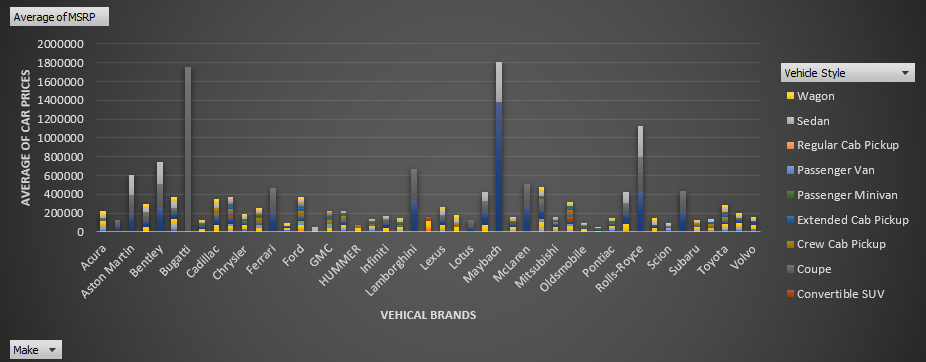 Average of MSRP
AVERAGE OF CAR PRICES
2000000
1800000
1600000
1400000
1200000
1000000
800000
600000
400000
200000
0
Acura
Aston Martin
Bentley
Bugatti
Cadillac
Chrysler
Ferrari
Ford
GMC
HUMMER
Infiniti
Lamborghini
Lexus
Lotus
Maybach
McLaren
Mitsubishi
Oldsmobile
Pontiac
Rolls-Royce
Scion
Subaru
Toyota
Volvo
VEHICAL BRANDS
Vehicle Style
Wagon
Sedan
Regular Cab Pickup
Passenger Van
Passenger Minivan
Extended Cab Pickup
Crew Cab Pickup
Coupe
Convertible SUV
Make